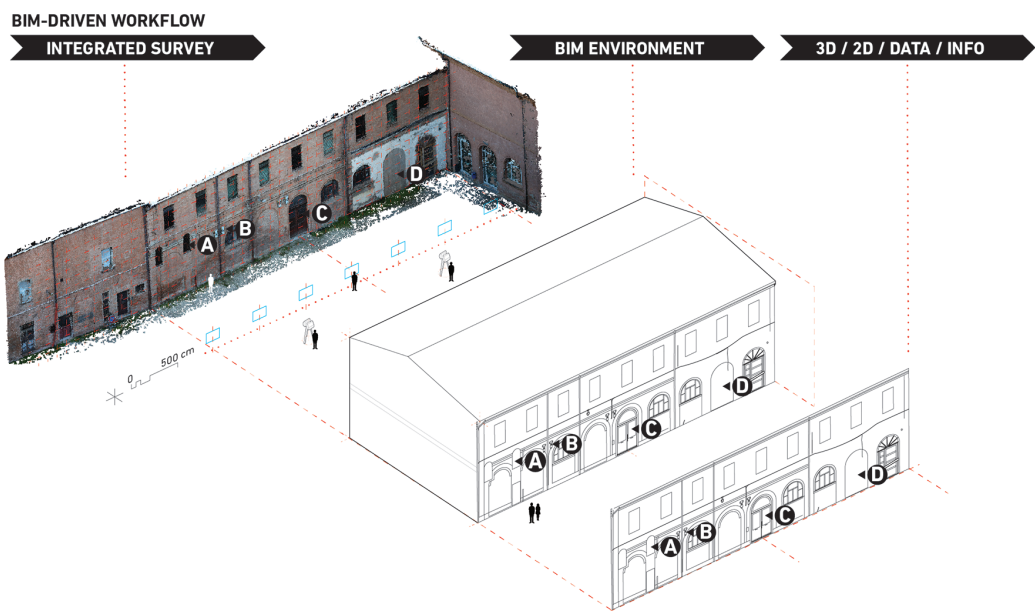 BIM-DRIVEN WORKFLOW
INTEGRATED SURVEY
BIM ENVIRONMENT
3D / 2D / DATA / INFO
A
B
C
D
0
500 cm
A
B
C
D
A
B
C
D